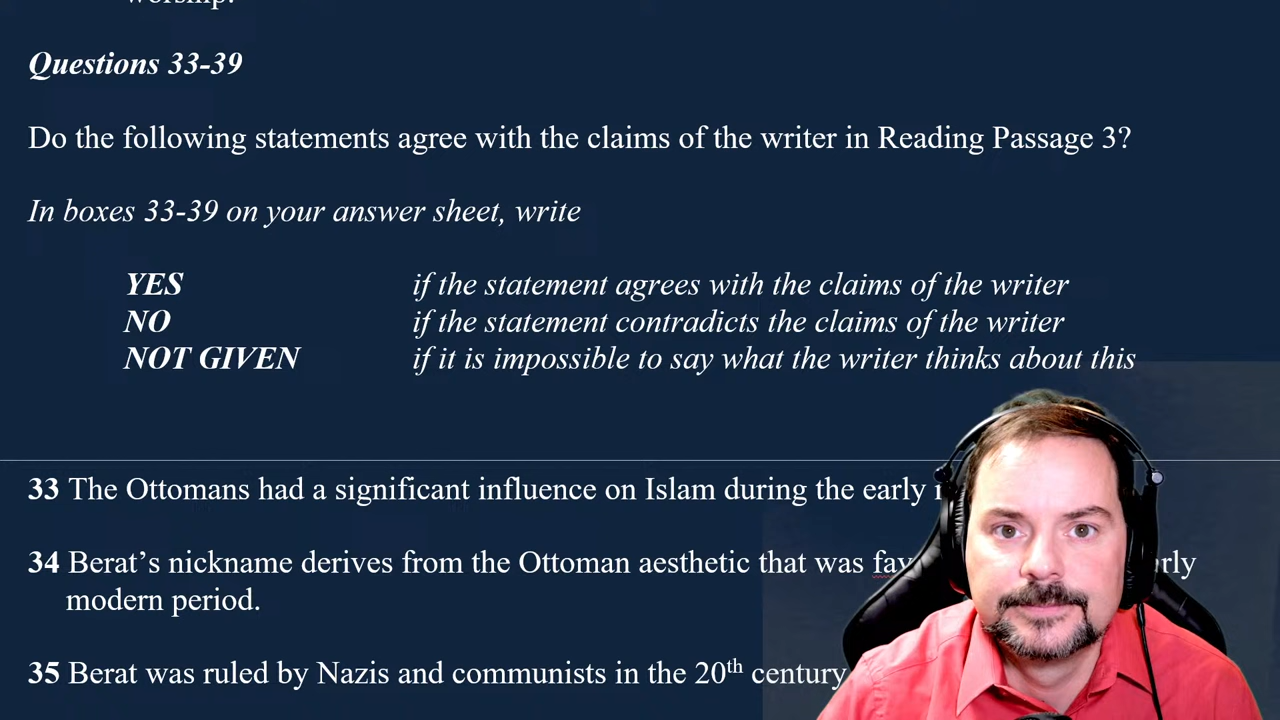 worship.
Questions 33-39
Do the following statements agree with the claims of the writer in Reading Passage 3?
In boxes 33-39 on your answer sheet, write
YES if the statement agrees with the claims of the writer
NO if the statement contradicts the claims of the writer
NOT GIVEN if it is impossible to say what the writer thinks about this
33 The Ottomans had a significant influence on Islam during the early
34 Berat’s nickname derives from the Ottoman aesthetic that was
modern period.
35 Berat was ruled by Nazis and communists in the 20th century